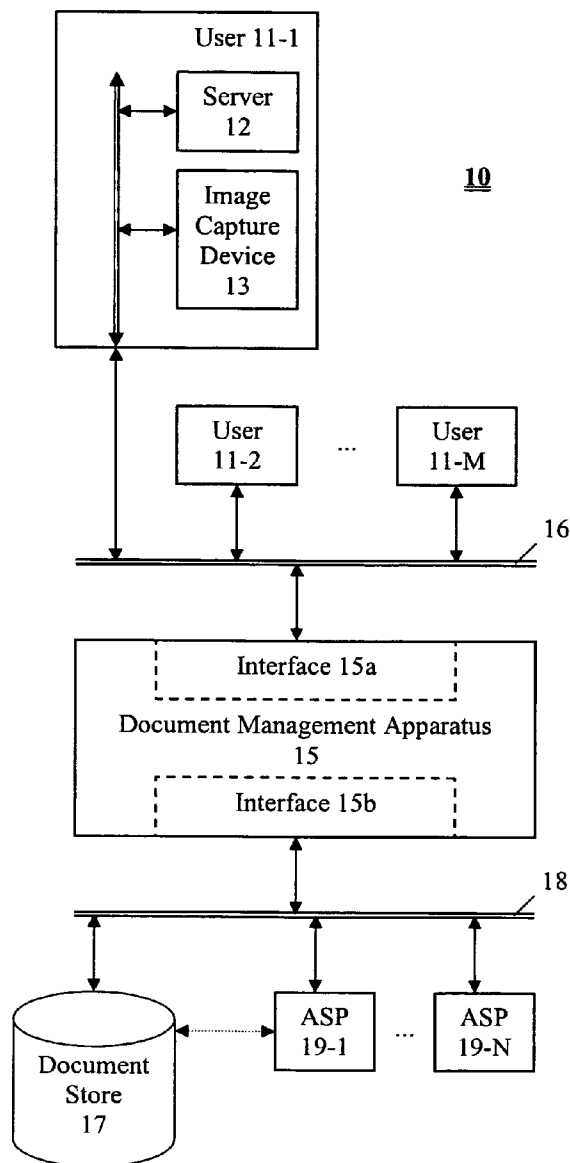 User 11-1
Server
12
10
Image
Capture
Device
13
User
11-2
...
User
11-M
16
Interface 15a
Document Management Apparatus
15
Interface 15b
18
Document
Store
17
ASP
19-1
...
ASP
19-N